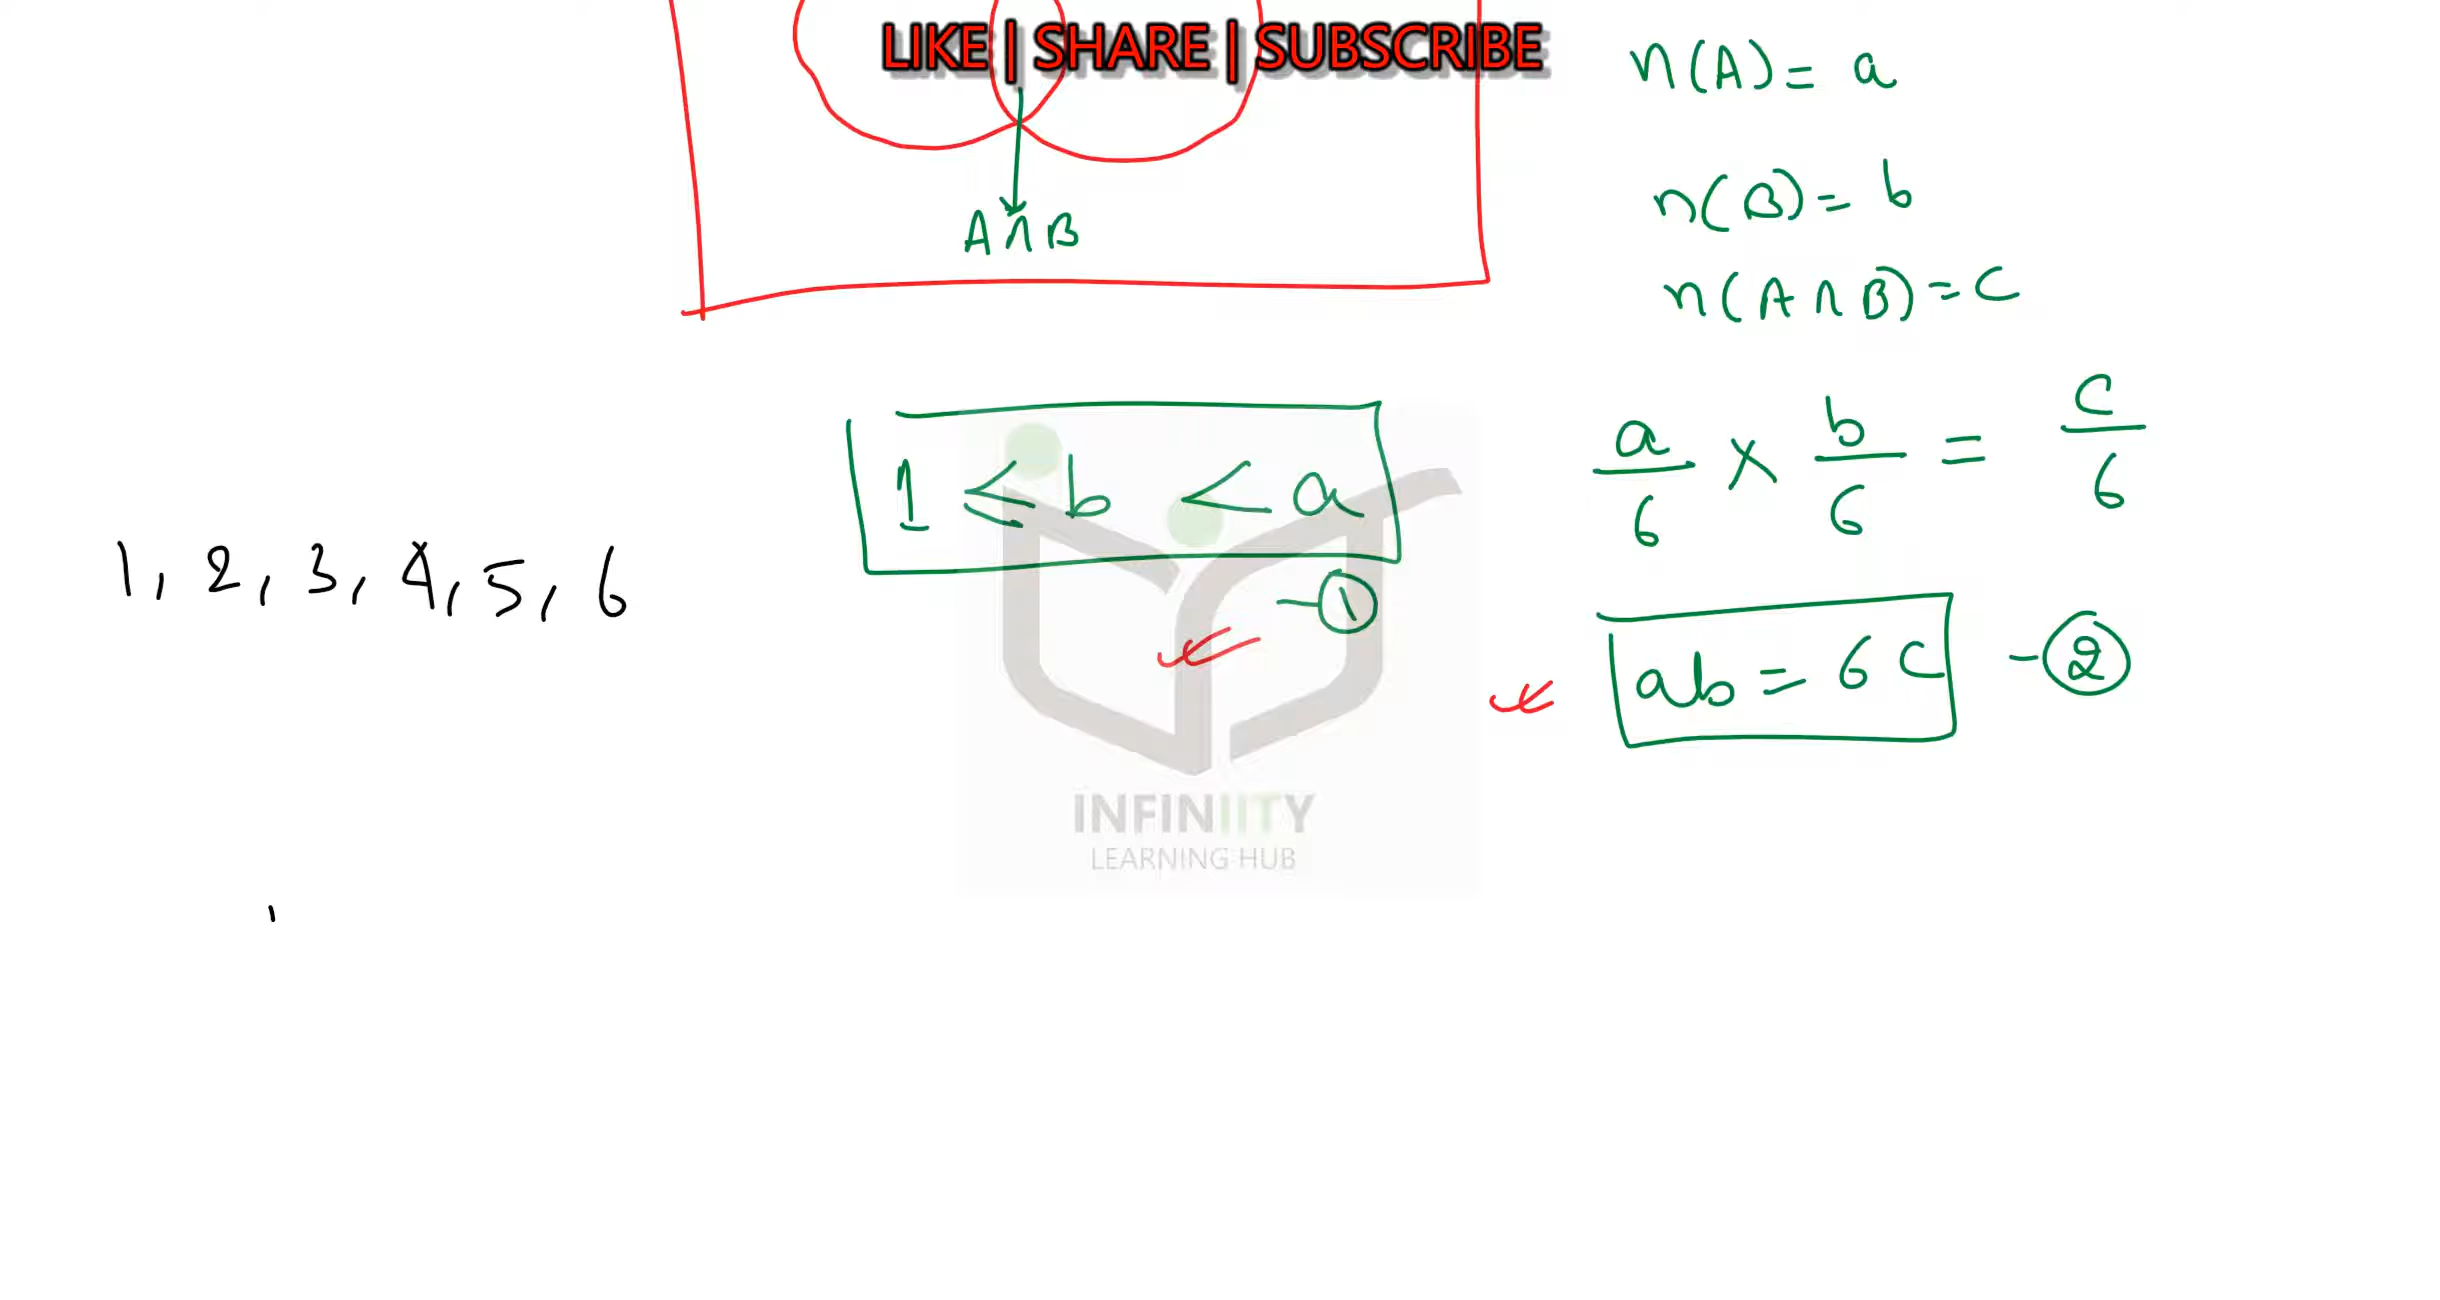 LIKE | SHARE | SUBSCRIBE
n(A) = a
n(B) = b
A∩B
n(A∩B) = c
a/6 × b/6 = c/6
1 ≤ b < a
-①
1, 2, 3, 4, 5, 6
ab = 6c -②
INFINIITY
LEARNING HUB